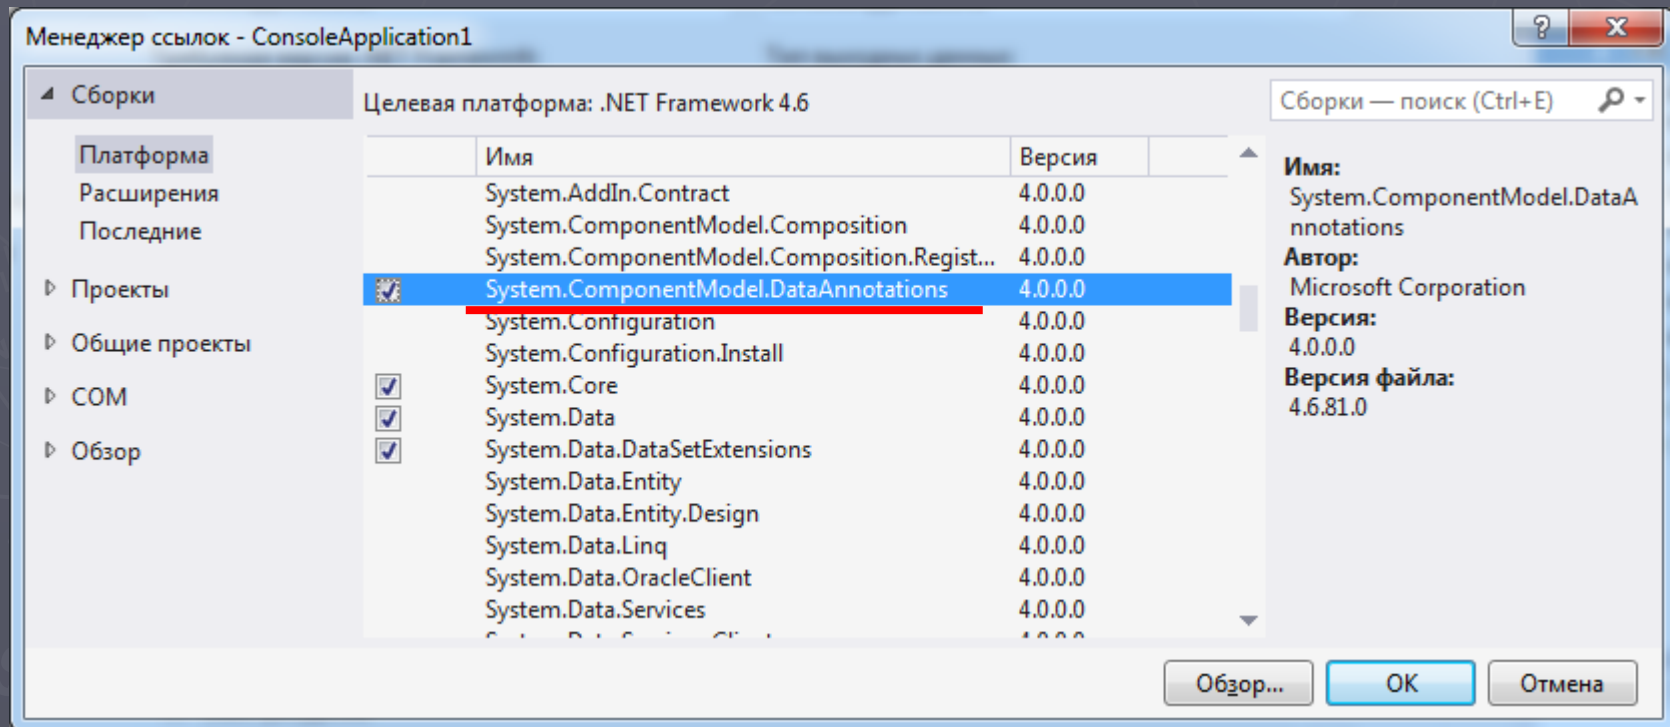 Менеджер ссылок - ConsoleApplication1
Сборки
Платформа
Расширения
Последние
Проекты
Общие проекты
COM
Обзор
Целевая платформа: .NET Framework 4.6
Имя Версия
System.AddIn.Contract 4.0.0.0
System.ComponentModel.Composition 4.0.0.0
System.ComponentModel.Composition.Regist... 4.0.0.0
System.ComponentModel.DataAnnotations 4.0.0.0
System.Configuration 4.0.0.0
System.Configuration.Install 4.0.0.0
System.Core 4.0.0.0
System.Data 4.0.0.0
System.Data.DataSetExtensions 4.0.0.0
System.Data.Entity 4.0.0.0
System.Data.Entity.Design 4.0.0.0
System.Data.Linq 4.0.0.0
System.Data.OracleClient 4.0.0.0
System.Data.Services 4.0.0.0
Сборки — поиск (Ctrl+E)
Имя:
System.ComponentModel.DataA
nnotations
Автор:
Microsoft Corporation
Версия:
4.0.0.0
Версия файла:
4.6.81.0
Обзор...
OK
Отмена